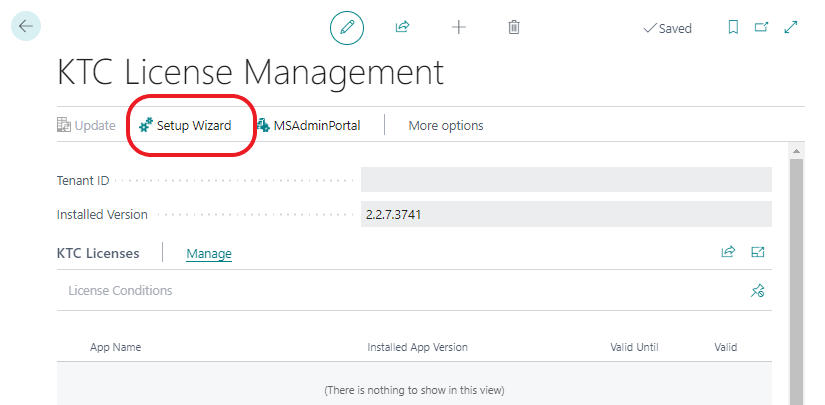 Saved
KTC License Management
Update Setup Wizard MSAdminPortal More options
Tenant ID
Installed Version 2.2.7.3741
KTC Licenses Manage
License Conditions
App Name Installed App Version Valid Until Valid
(There is nothing to show in this view)